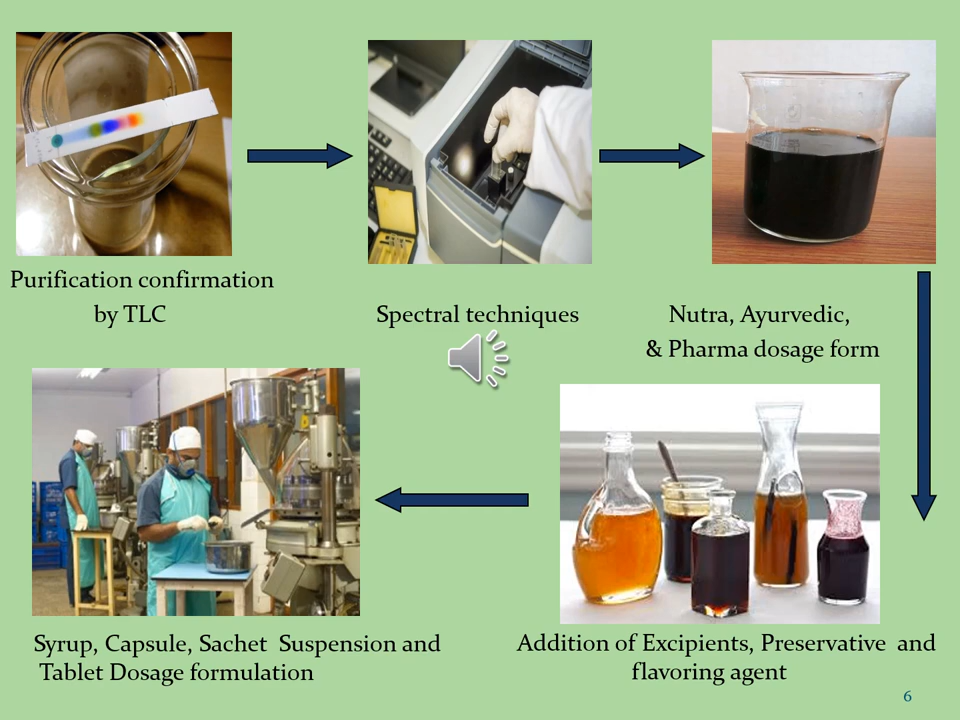 Purification confirmation
by TLC
Spectral techniques
Nutra, Ayurvedic,
& Pharma dosage form
Syrup, Capsule, Sachet Suspension and
Tablet Dosage formulation
Addition of Excipients, Preservative and
flavoring agent
6